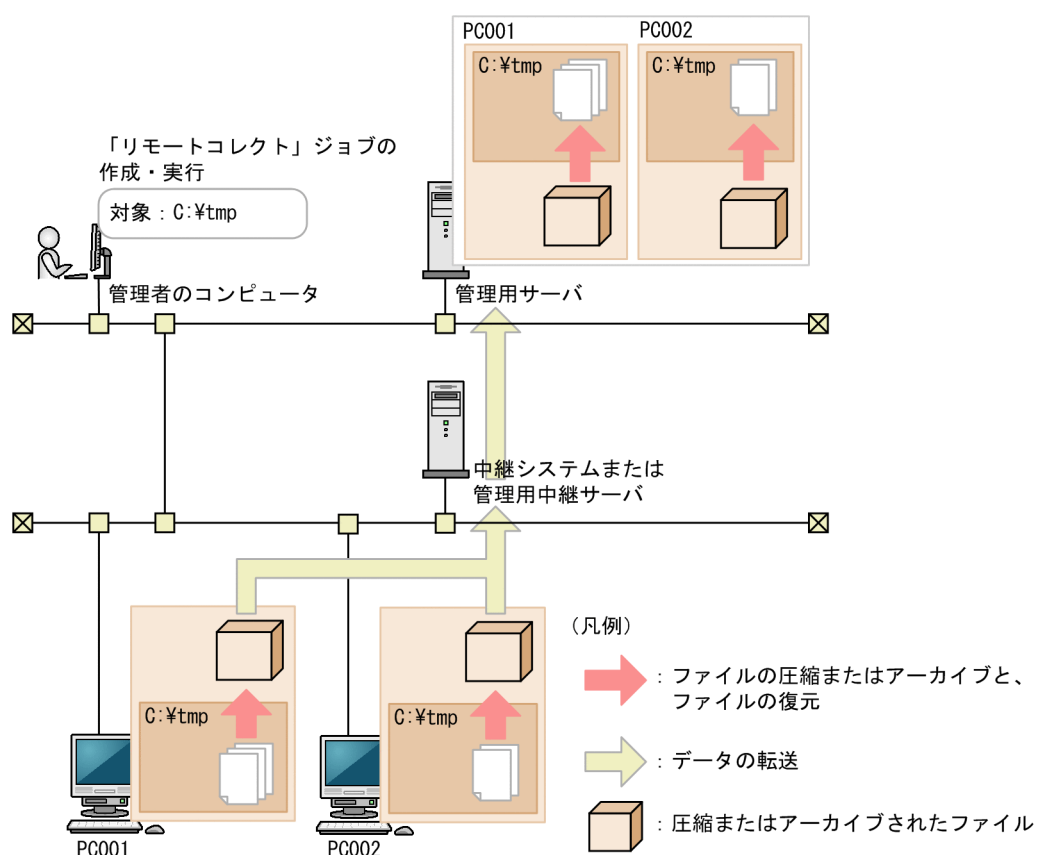 PC001
PC002
C:¥tmp
C:¥tmp
「リモートコレクト」ジョブの
作成・実行
対象：C:¥tmp
管理者のコンピュータ
管理用サーバ
中継システムまたは
管理用中継サーバ
C:¥tmp
C:¥tmp
PC001
PC002
（凡例）
：ファイルの圧縮またはアーカイブと、
ファイルの復元
：データの転送
：圧縮またはアーカイブされたファイル